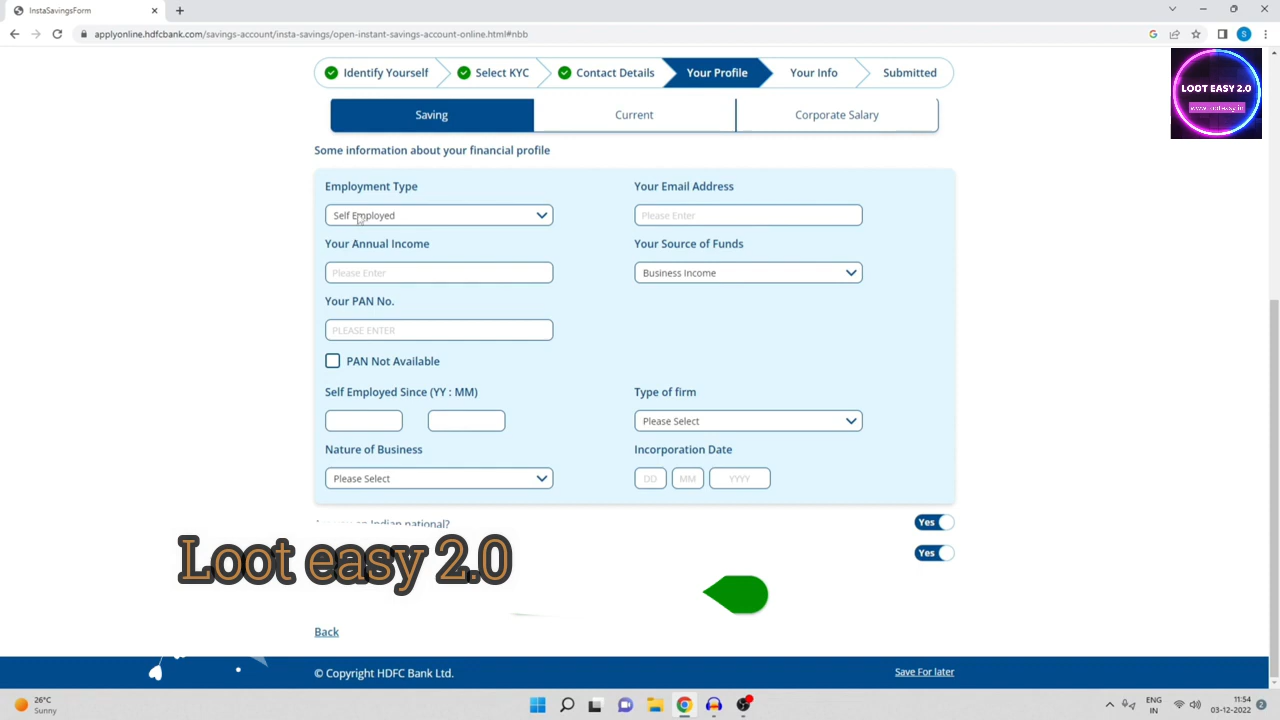 InstaSavingsForm
applyonline.hdfcbank.com/savings-account/insta-savings/open-instant-savings-account-online.html#nbb
S
Identify Yourself
Select KYC
Contact Details
Your Profile
Your Info
Submitted
LOOT EASY 2.0
Saving
Current
Corporate Salary
Some information about your financial profile
Employment Type
Your Email Address
Self Employed
Please Enter
Your Annual Income
Your Source of Funds
Please Enter
Business Income
Your PAN No.
PLEASE ENTER
PAN Not Available
Self Employed Since (YY : MM)
Type of firm
Please Select
Nature of Business
Incorporation Date
Please Select
DD
MM
YYYY
Indian national?
Yes
Yes
Loot easy 2.0
Back
© Copyright HDFC Bank Ltd.
Save For later
26°C
Sunny
ENG
IN
11:54
03-12-2022
2